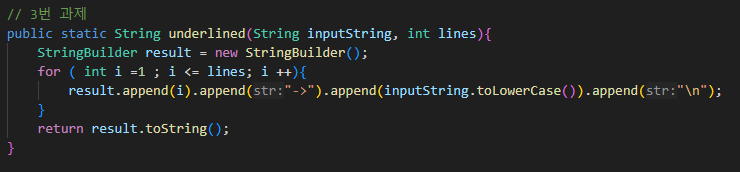 // 3번 과제
public static String underlined(String inputString, int lines){
    StringBuilder result = new StringBuilder();
    for ( int i =1 ; i <= lines; i ++){
        result.append(i).append(str:"->").append(inputString.toLowerCase()).append(str:"\n");
    }
    return result.toString();
}